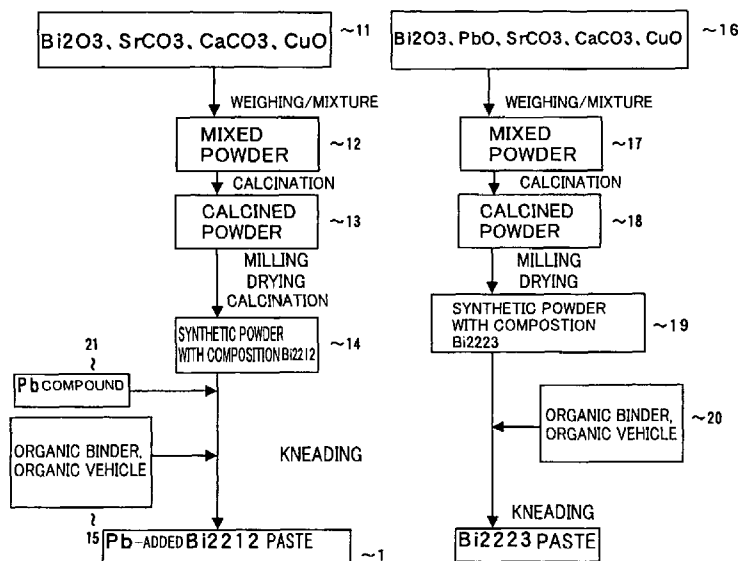 Bi2O3、SrCO3、CaCO3、CuO ~11
WEIGHING/MIXTURE
MIXED
POWDER ~12
CALCINATION
CALCINED
POWDER ~13
MILLING
DRYING
CALCINATION
SYNTHETIC POWDER
WITH COMPOSITION Bi2212 ~14
21
Pb COMPOUND
ORGANIC BINDER,
ORGANIC VEHICLE
15
KNEADING
Pb-ADDED Bi2212 PASTE ~1
Bi2O3、PbO、SrCO3、CaCO3、CuO ~16
WEIGHING/MIXTURE
MIXED
POWDER ~17
CALCINATION
CALCINED
POWDER ~18
MILLING
DRYING
SYNTHETIC POWDER
WITH COMPOSTION
Bi2223 ~19
ORGANIC BINDER,
ORGANIC VEHICLE ~20
KNEADING
Bi2223 PASTE